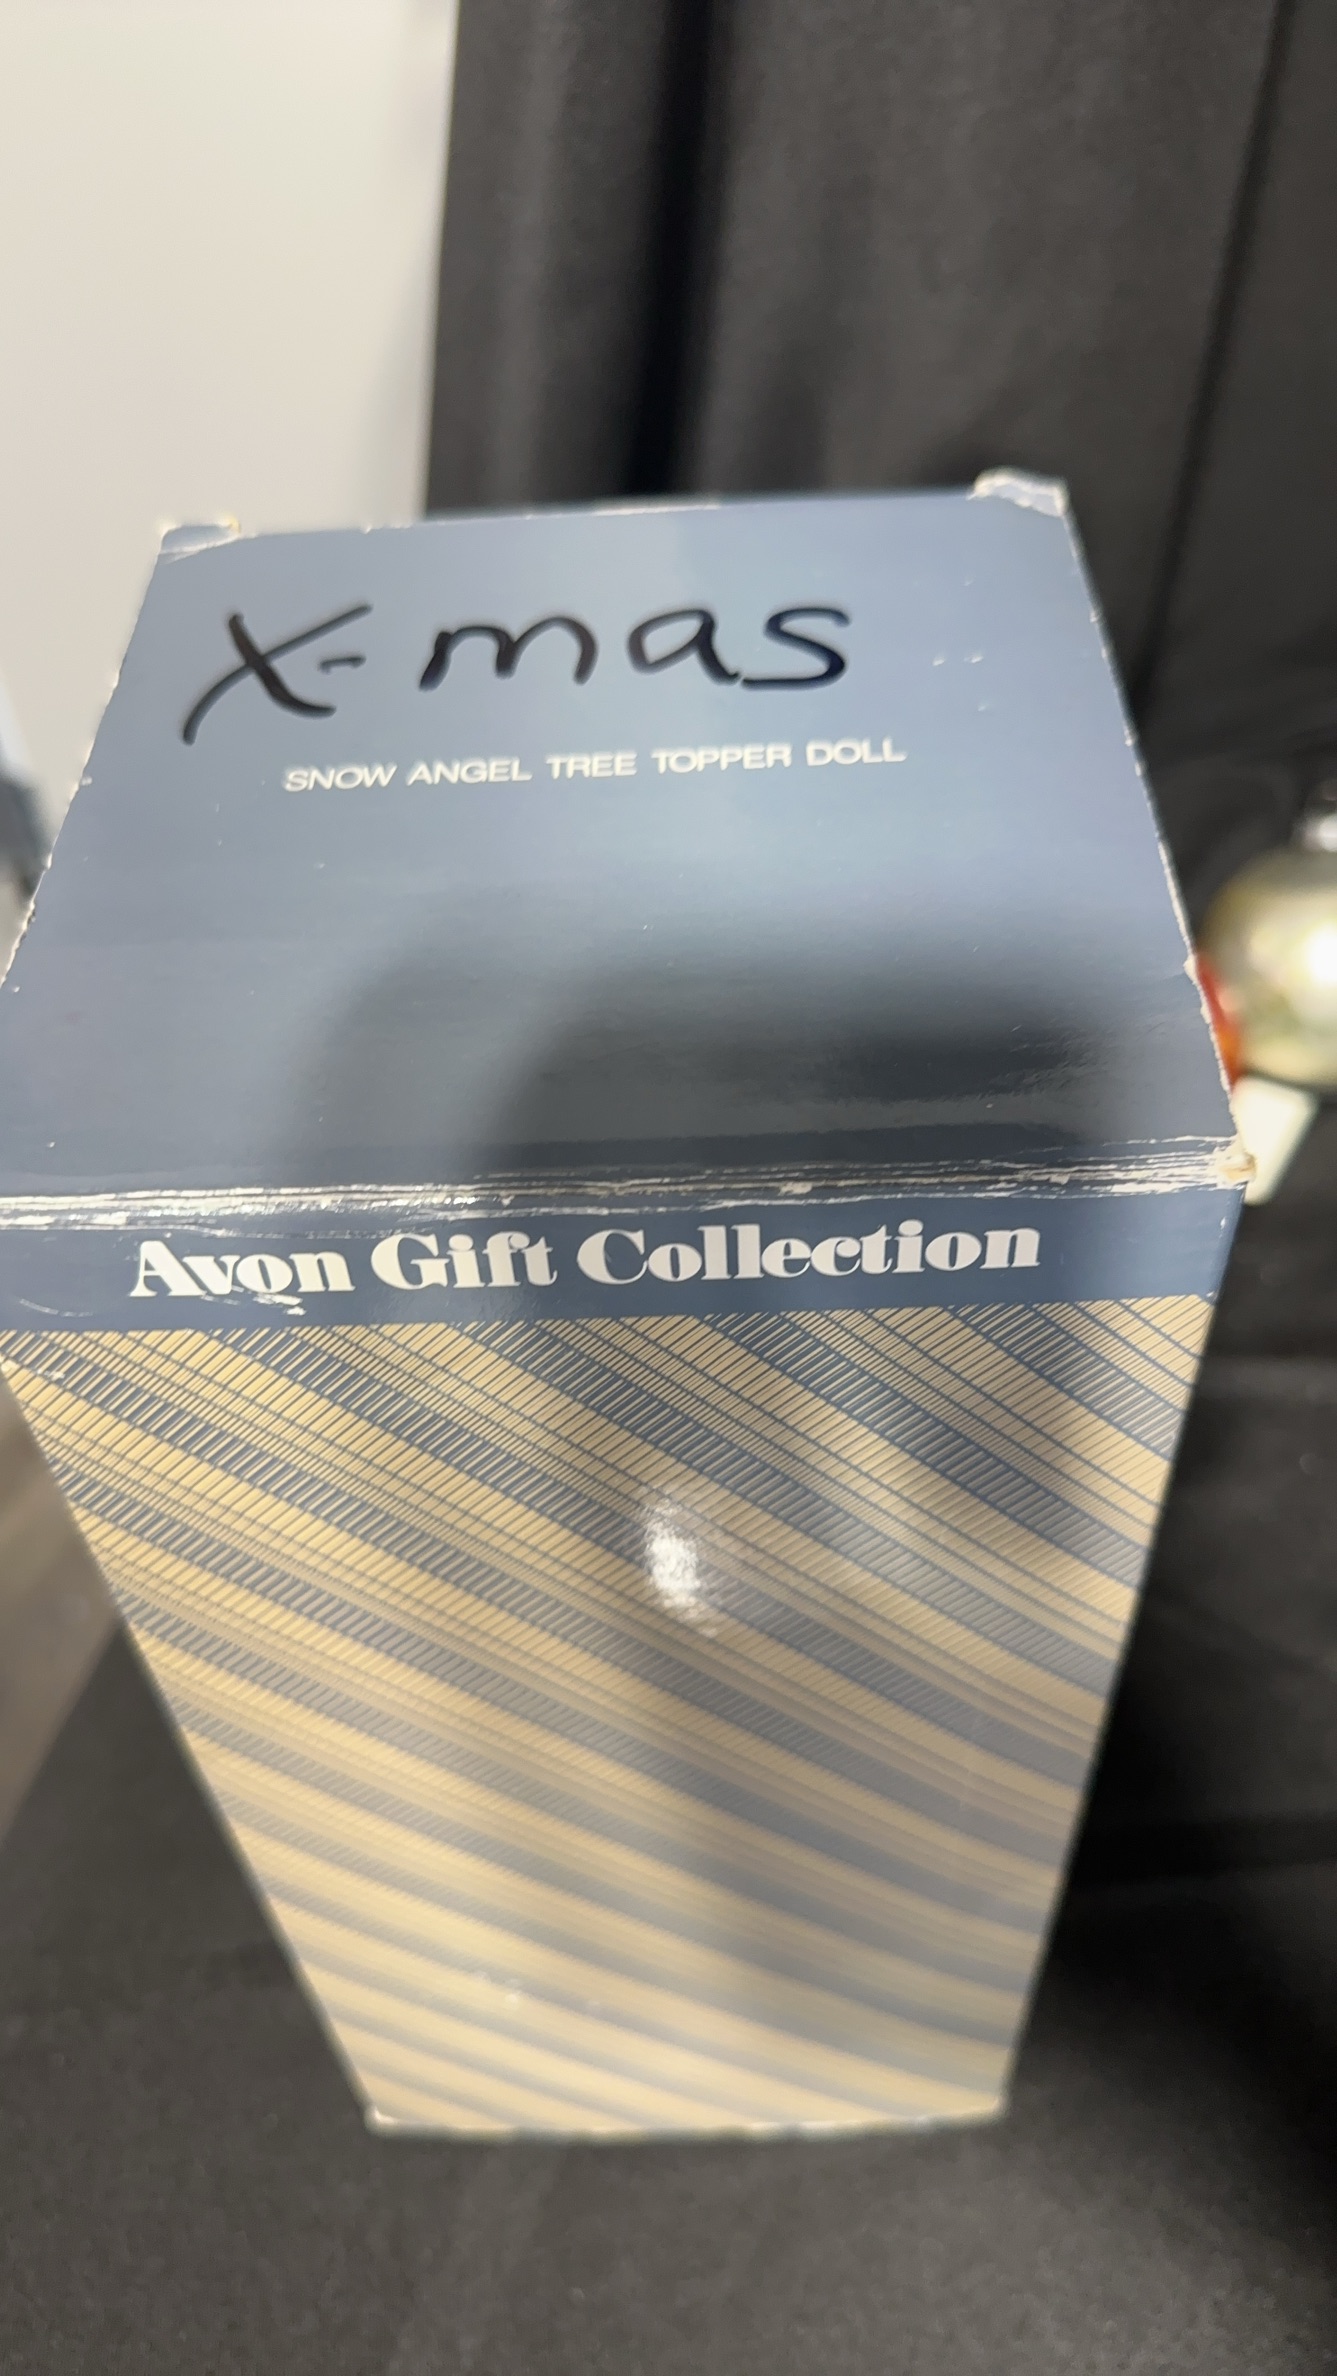 X-mas
SNOW ANGEL TREE TOPPER DOLL
Avon Gift Collection